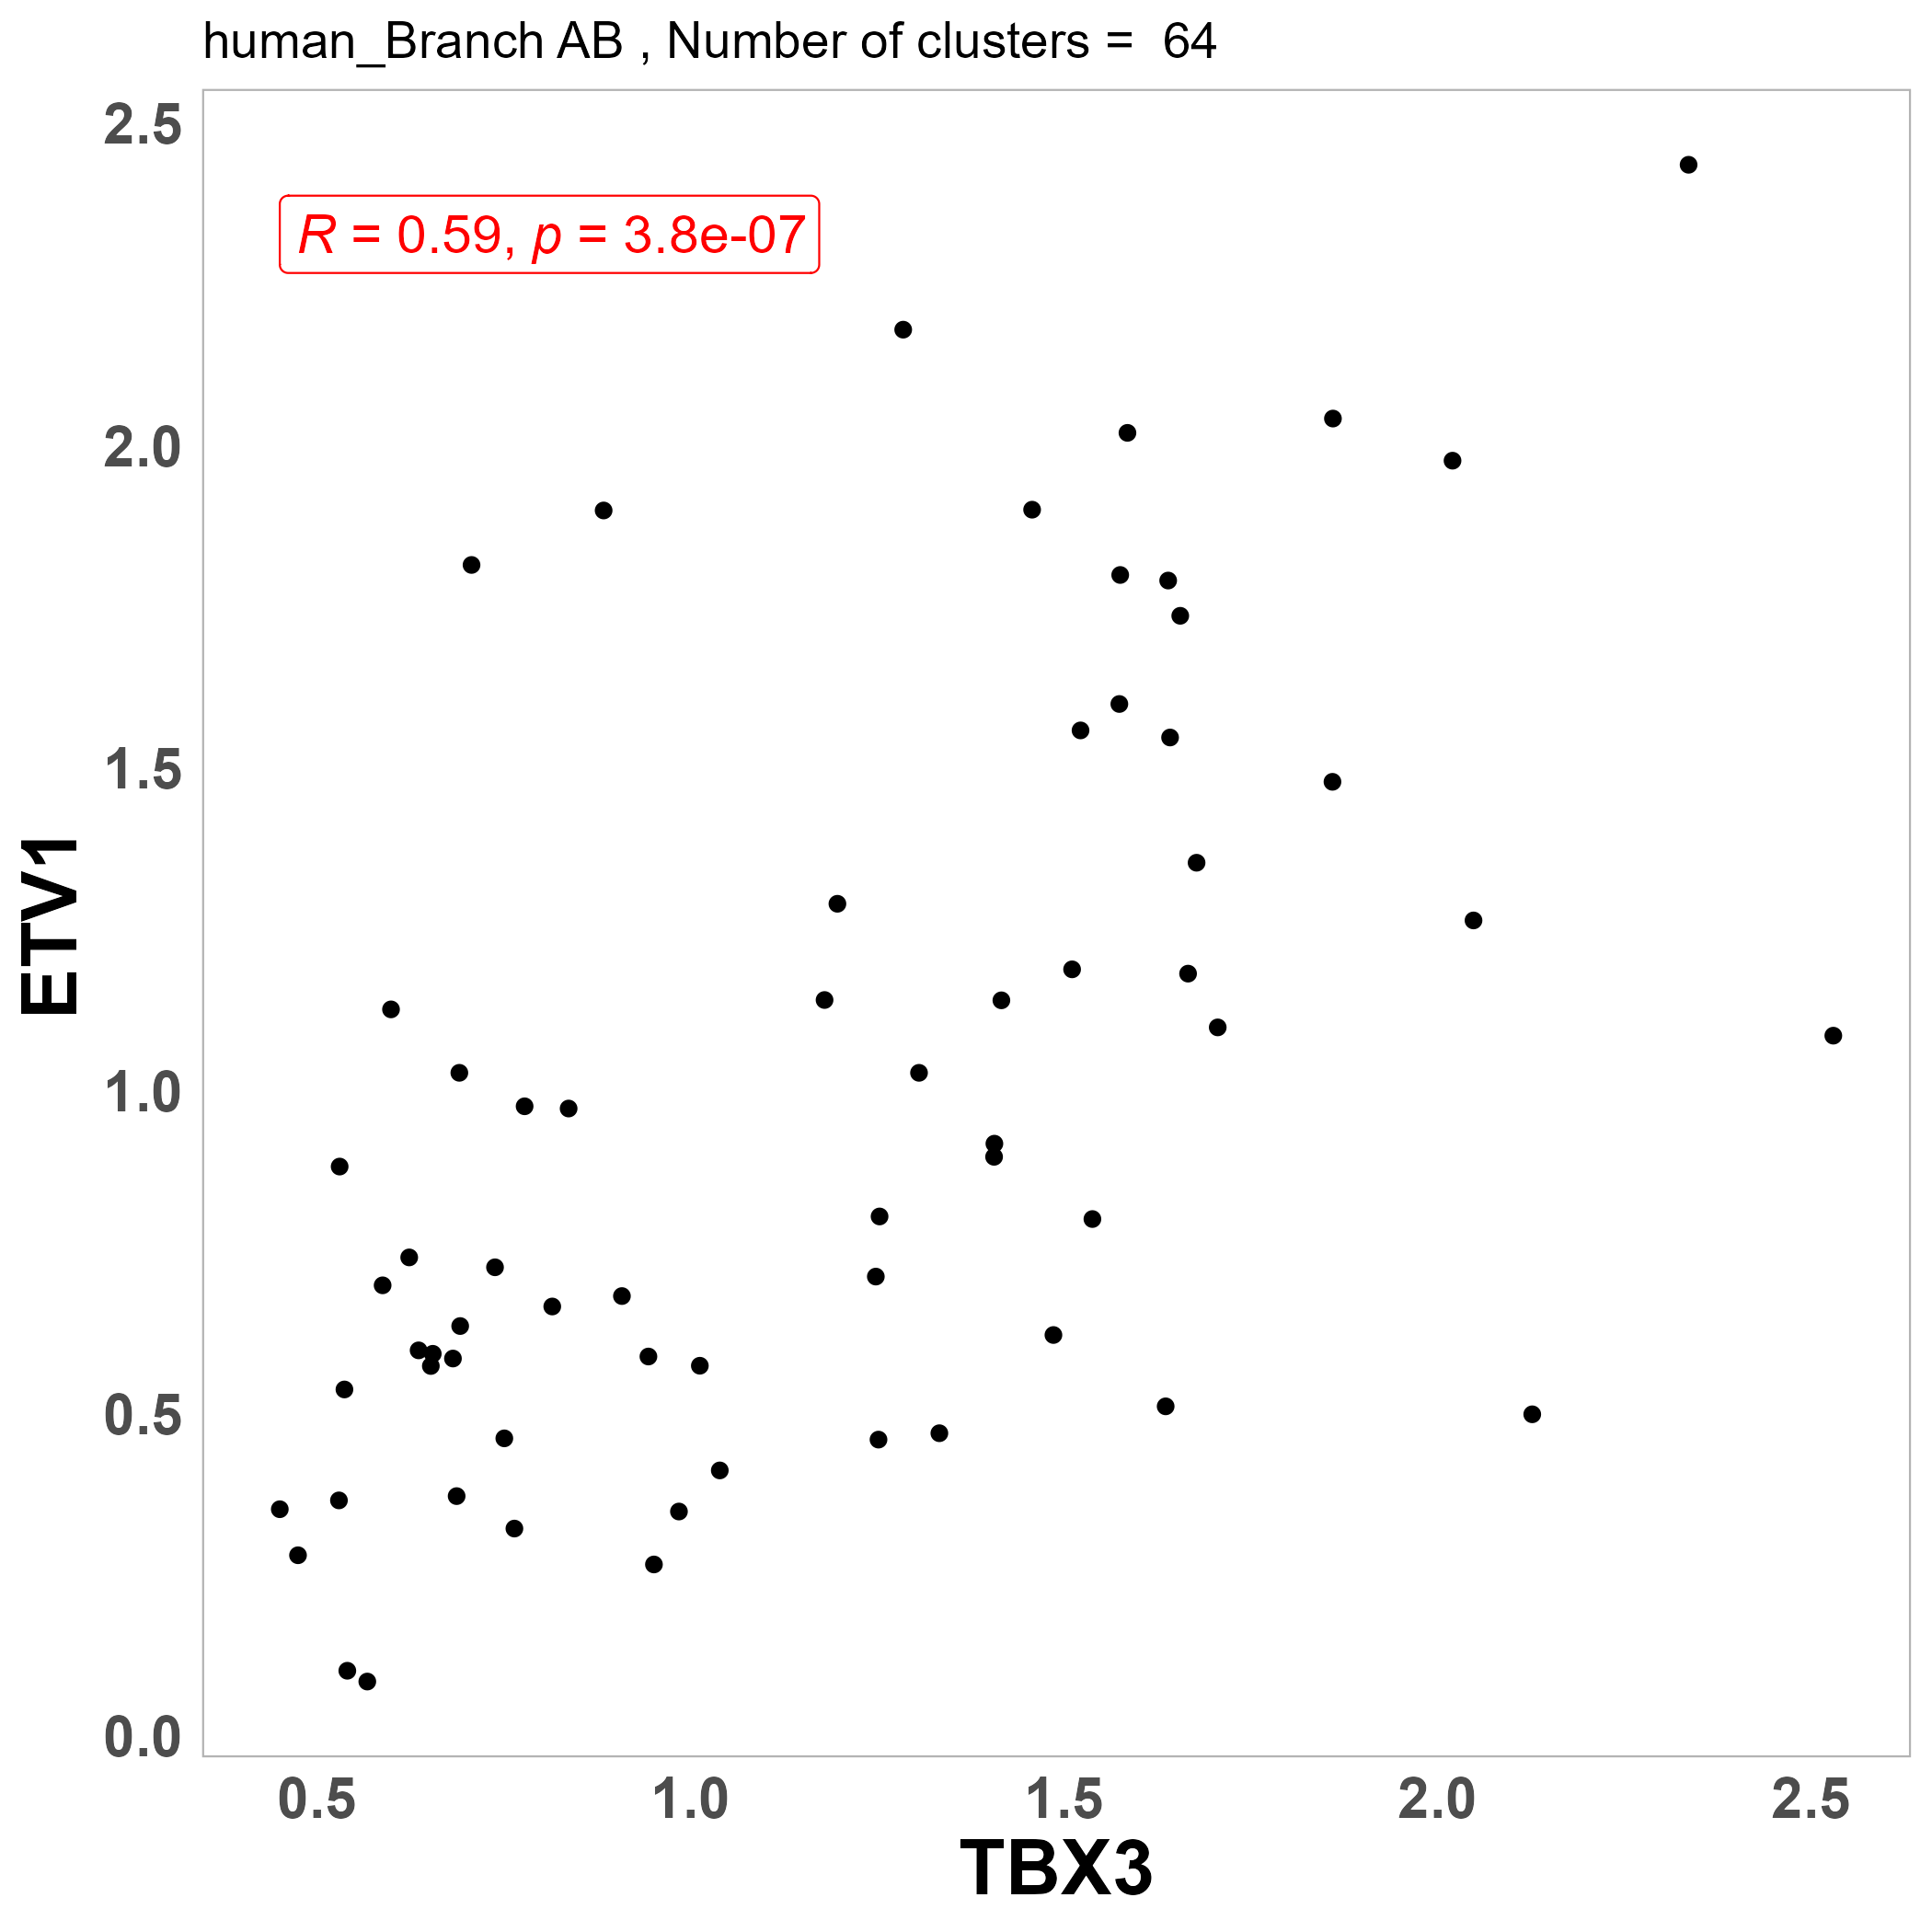 human_Branch AB , Number of clusters =  64
2.5
R = 0.59, p = 3.8e-07
2.0
1.5
ETV1
1.0
0.5
0.0
0.5 1.0 1.5 2.0 2.5
TBX3